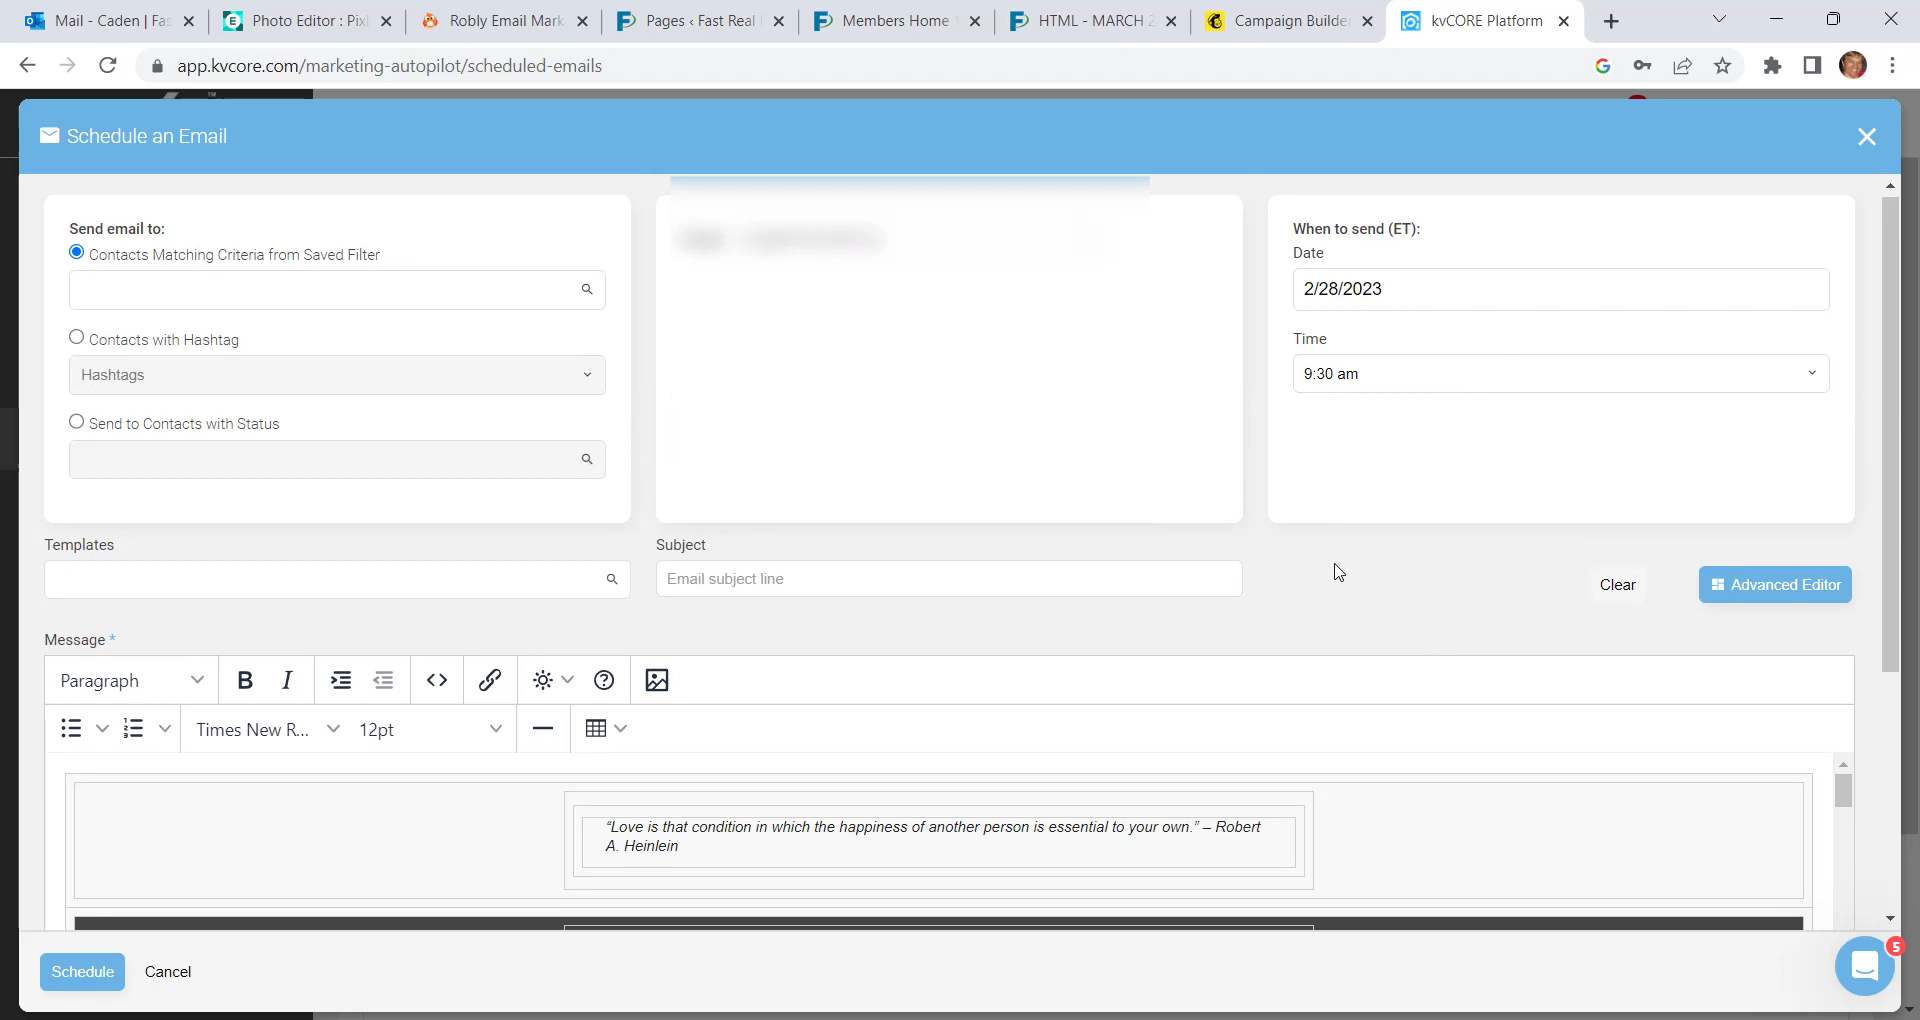 Mail - Caden | Fas
Photo Editor : Pixl
Robly Email Mark
Pages ‹ Fast Real
Members Home
HTML - MARCH 2
Campaign Builde
kvCORE Platform
app.kvcore.com/marketing-autopilot/scheduled-emails
Schedule an Email
Send email to:
Contacts Matching Criteria from Saved Filter
Contacts with Hashtag
Hashtags
Send to Contacts with Status
When to send (ET):
Date
2/28/2023
Time
9:30 am
Templates
Subject
Email subject line
Clear
Advanced Editor
Message *
Paragraph
B I
Times New R...
12pt
“Love is that condition in which the happiness of another person is essential to your own.” – Robert
A. Heinlein
Schedule
Cancel
5